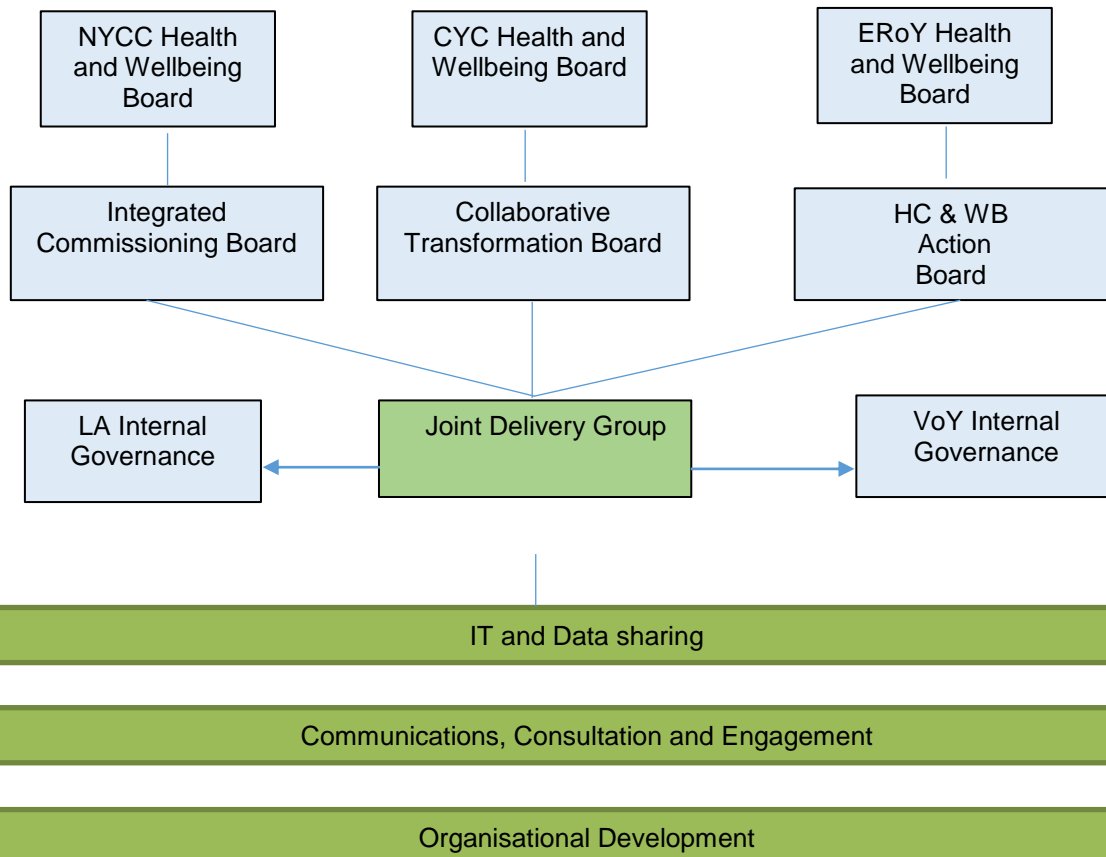 NYCC Health
and Wellbeing
Board
CYC Health and
Wellbeing Board
ERoY Health
and Wellbeing
Board
Integrated
Commissioning Board
Collaborative
Transformation Board
HC & WB
Action
Board
LA Internal
Governance
Joint Delivery Group
VoY Internal
Governance
IT and Data sharing
Communications, Consultation and Engagement
Organisational Development